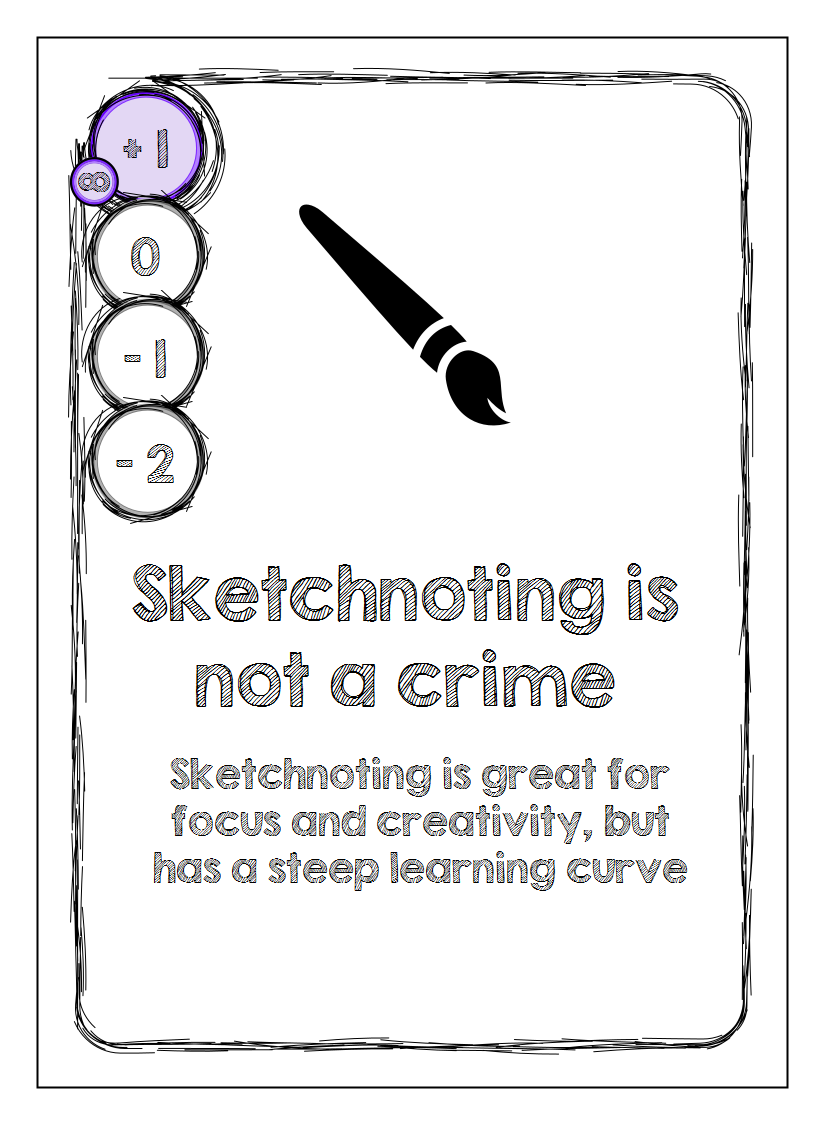 +1
8
0
-1
-2
Sketchnoting is
not a crime
Sketchnoting is great for
focus and creativity, but
has a steep learning curve